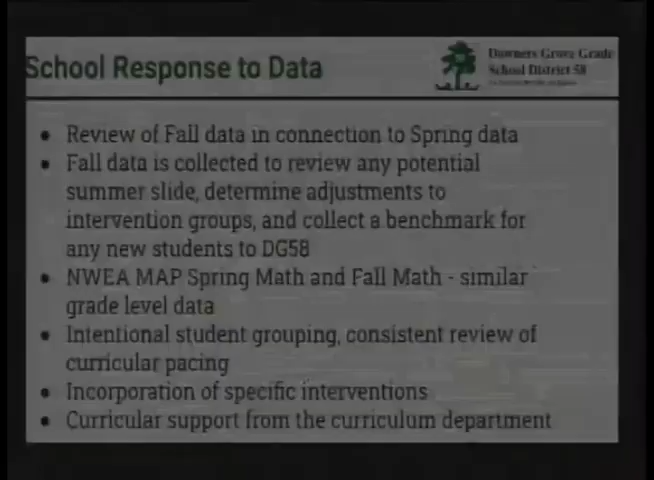 School Response to Data
Downers Grove Grade
School District 58
• Review of Fall data in connection to Spring data
• Fall data is collected to review any potential
summer slide, determine adjustments to
intervention groups, and collect a benchmark for
any new students to DG58
• NWEA MAP Spring Math and Fall Math - similar
grade level data
• Intentional student grouping, consistent review of
curricular pacing
• Incorporation of specific interventions
• Curricular support from the curriculum department